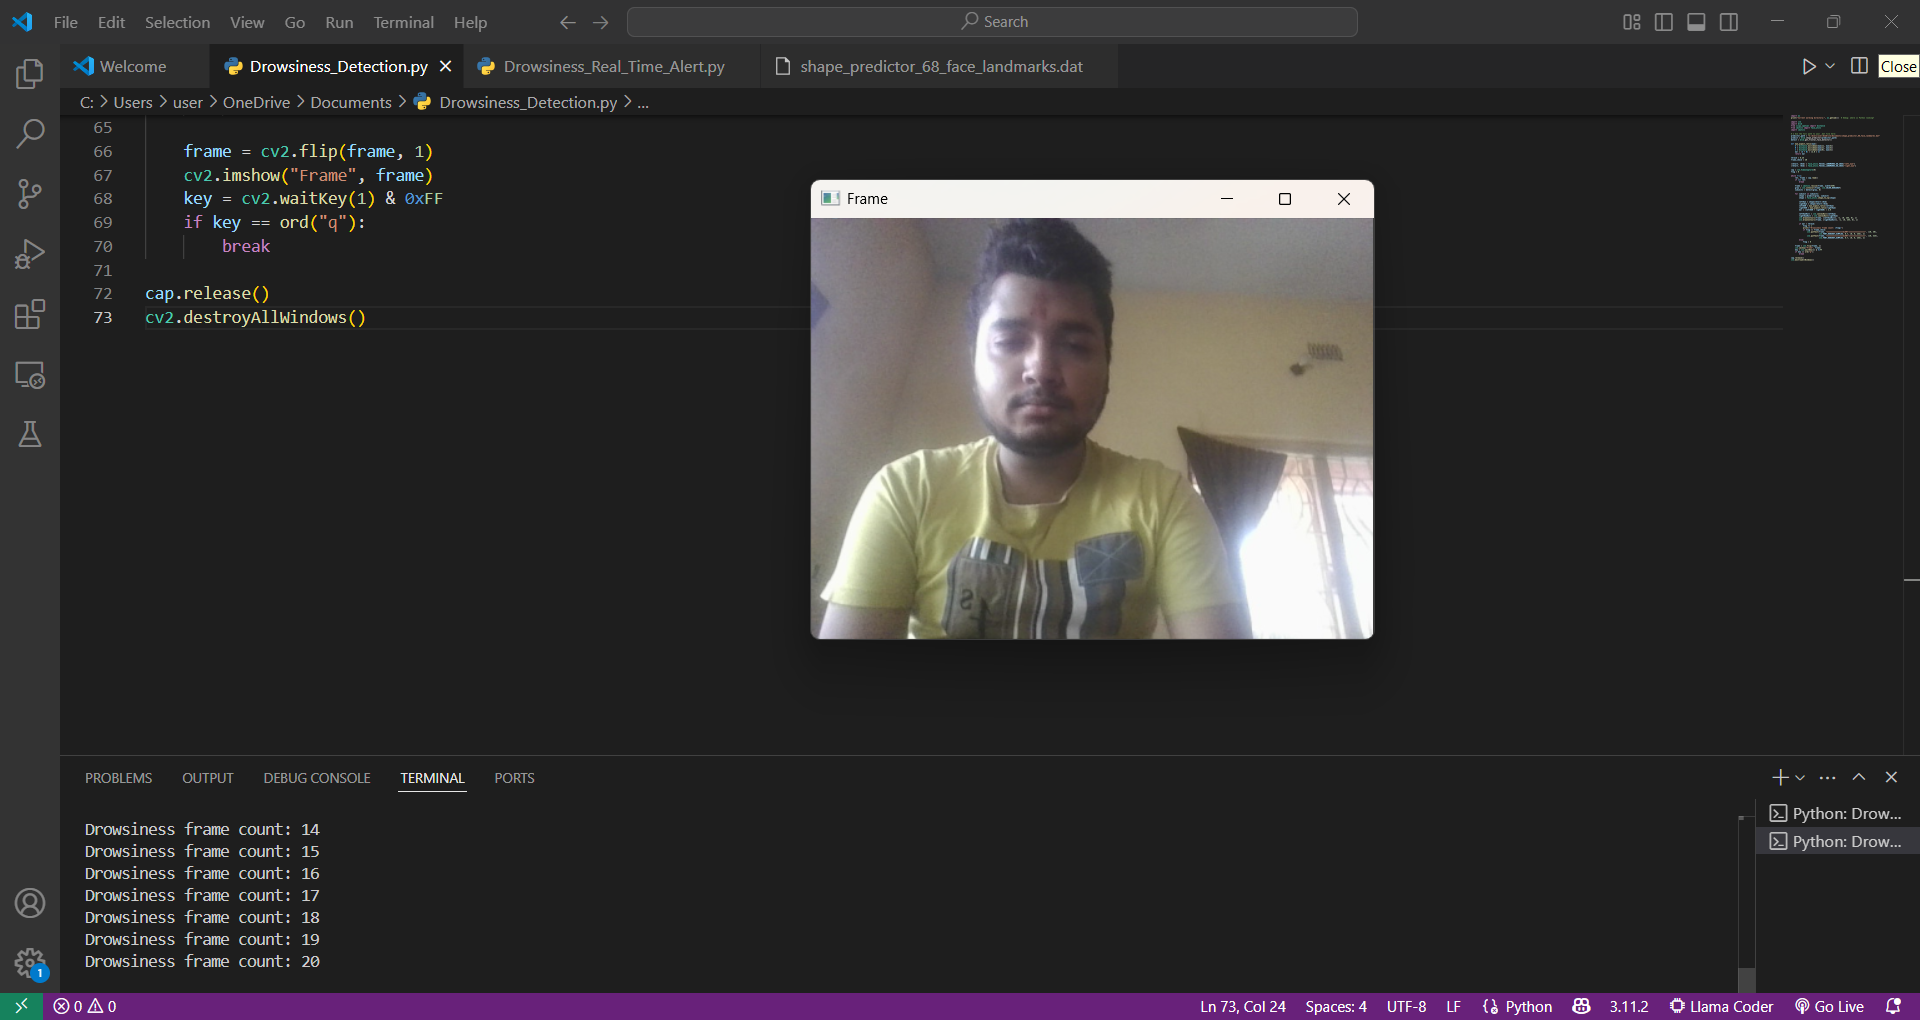 File Edit Selection View Go Run Terminal Help
Search
Welcome
Drowsiness_Detection.py
Drowsiness_Real_Time_Alert.py
shape_predictor_68_face_landmarks.dat
Close
C: > Users > user > OneDrive > Documents > Drowsiness_Detection.py > ...
65
66 frame = cv2.flip(frame, 1)
67 cv2.imshow("Frame", frame)
68 key = cv2.waitKey(1) & 0xFF
69 if key == ord("q"):
70 break
71
72 cap.release()
73 cv2.destroyAllWindows()
Frame
PROBLEMS OUTPUT DEBUG CONSOLE TERMINAL PORTS
Drowsiness frame count: 14
Drowsiness frame count: 15
Drowsiness frame count: 16
Drowsiness frame count: 17
Drowsiness frame count: 18
Drowsiness frame count: 19
Drowsiness frame count: 20
Python: Drow...
Python: Drow...
1
0 0
Ln 73, Col 24 Spaces: 4 UTF-8 LF {} Python 3.11.2 Llama Coder Go Live